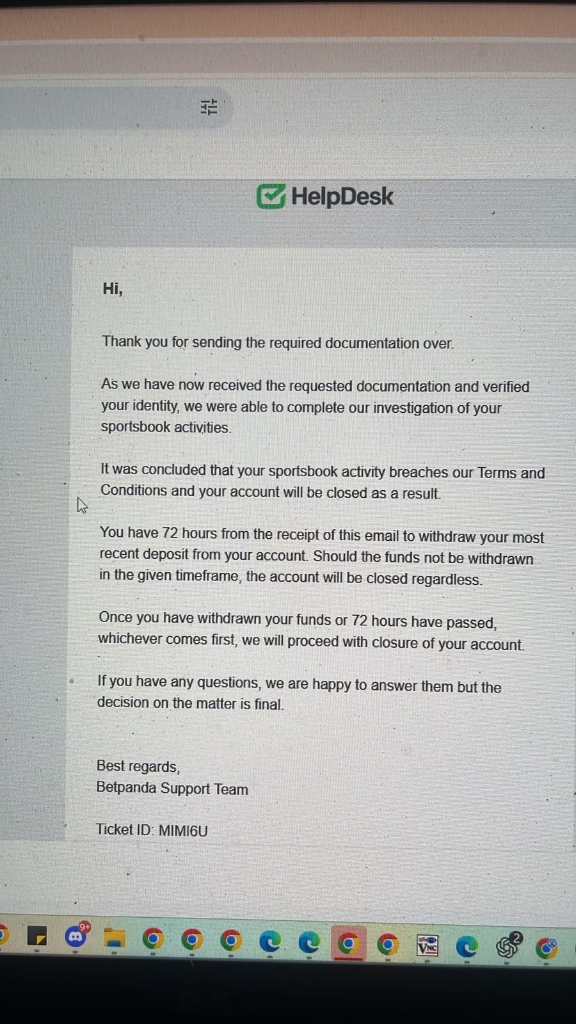 HelpDesk
Hi,
Thank you for sending the required documentation over.
As we have now received the requested documentation and verified
your identity, we were able to complete our investigation of your
sportsbook activities.
It was concluded that your sportsbook activity breaches our Terms and
Conditions and your account will be closed as a result.
You have 72 hours from the receipt of this email to withdraw your most
recent deposit from your account. Should the funds not be withdrawn
in the given timeframe, the account will be closed regardless.
Once you have withdrawn your funds or 72 hours have passed,
whichever comes first, we will proceed with closure of your account.
If you have any questions, we are happy to answer them but the
decision on the matter is final.
Best regards,
Betpanda Support Team
Ticket ID: MIMI6U
9+
VNC
2